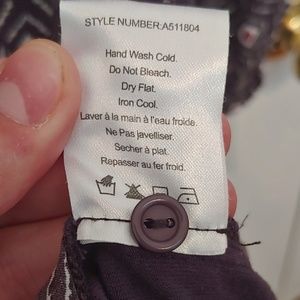 STYLE NUMBER:A511804
Hand Wash Cold.
Do Not Bleach.
Dry Flat.
Iron Cool.
Laver à la main à l'eau froide.
Ne Pas javelliser.
Secher à plat.
Repasser au fer froid.